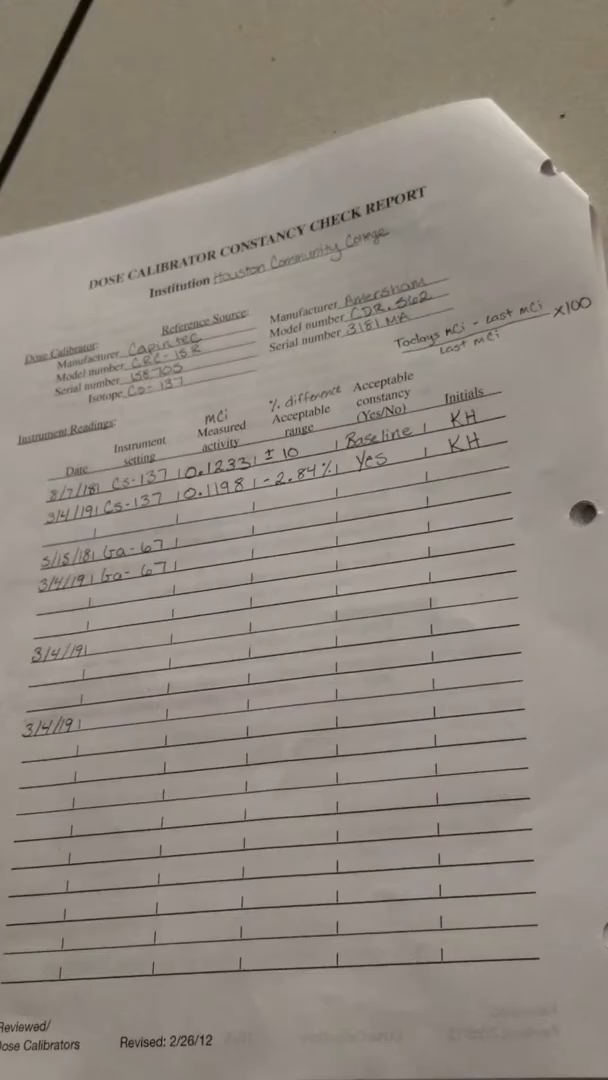 DOSE CALIBRATOR CONSTANCY CHECK REPORT
Institution Houston Community College
Dose Calibrator:
Manufacturer Capintec
Model number CRC-15R
Serial number 158705
Isotope Cs-137
Reference Source:
Manufacturer Amersham
Model number CDR.562
Serial number 3181 MA
Todays mCi - Last mCi x100
Last mCi
Instrument Readings:
Date Instrument setting mCi Measured activity % difference Acceptable range Acceptable constancy (Yes/No) Initials
8/7/18 Cs-137 0.1233 ± 10 Baseline KH
3/4/19 Cs-137 0.1198 - 2.84% Yes KH
5/15/18 Ga-67
3/4/19 Ga-67
3/4/19
3/4/19
Reviewed/
Dose Calibrators
Revised: 2/26/12